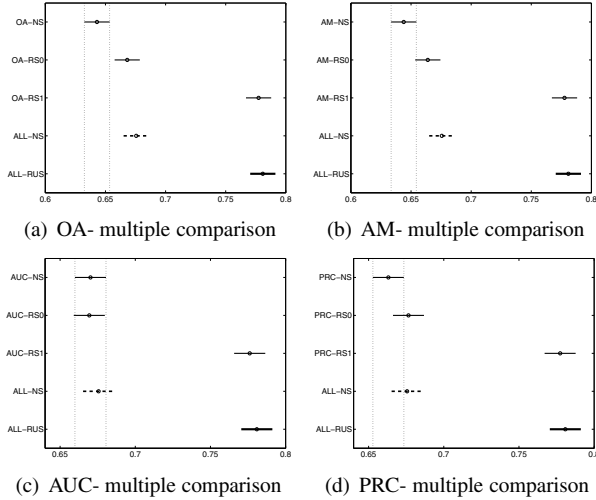 OA−NS
OA−RS0
OA−RS1
ALL−NS
ALL−RUS
0.6 0.65 0.7 0.75 0.8
(a) OA- multiple comparison
AM−NS
AM−RS0
AM−RS1
ALL−NS
ALL−RUS
0.6 0.65 0.7 0.75 0.8
(b) AM- multiple comparison
AUC−NS
AUC−RS0
AUC−RS1
ALL−NS
ALL−RUS
0.65 0.7 0.75 0.8
(c) AUC- multiple comparison
PRC−NS
PRC−RS0
PRC−RS1
ALL−NS
ALL−RUS
0.65 0.7 0.75 0.8
(d) PRC- multiple comparison